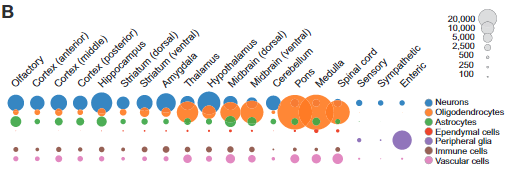 B
Olfactory
Cortex (anterior)
Cortex (middle)
Cortex (posterior)
Hippocampus
Striatum (dorsal)
Striatum (ventral)
Amygdala
Thalamus
Hypothalamus
Midbrain (dorsal)
Midbrain (ventral)
Cerebellum
Pons
Medulla
Spinal cord
Sensory
Sympathetic
Enteric
20,000
10,000
5,000
2,500
500
250
100
Neurons
Oligodendrocytes
Astrocytes
Ependymal cells
Peripheral glia
Immune cells
Vascular cells